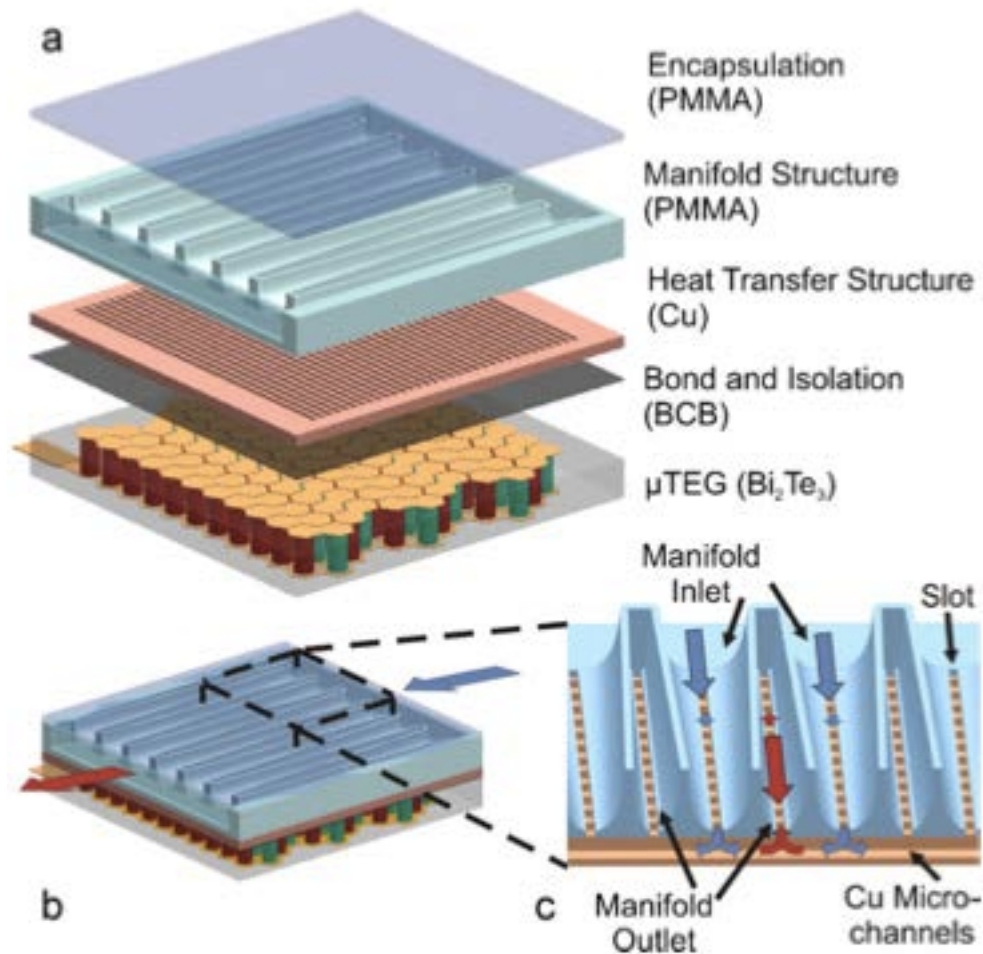 a
Encapsulation
(PMMA)
Manifold Structure
(PMMA)
Heat Transfer Structure
(Cu)
Bond and Isolation
(BCB)
µTEG (Bi₂Te₃)
Manifold
Inlet
Slot
b
c
Manifold
Outlet
Cu Micro-
channels